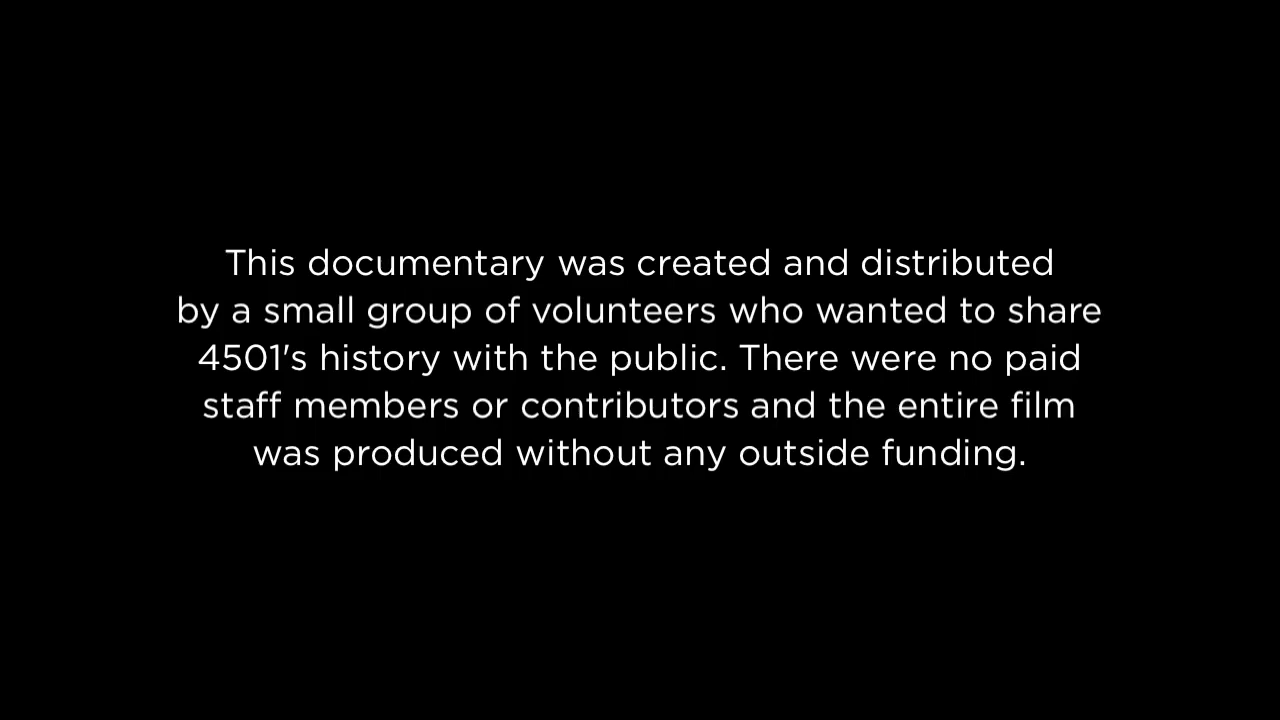 This documentary was created and distributed
by a small group of volunteers who wanted to share
4501's history with the public. There were no paid
staff members or contributors and the entire film
was produced without any outside funding.